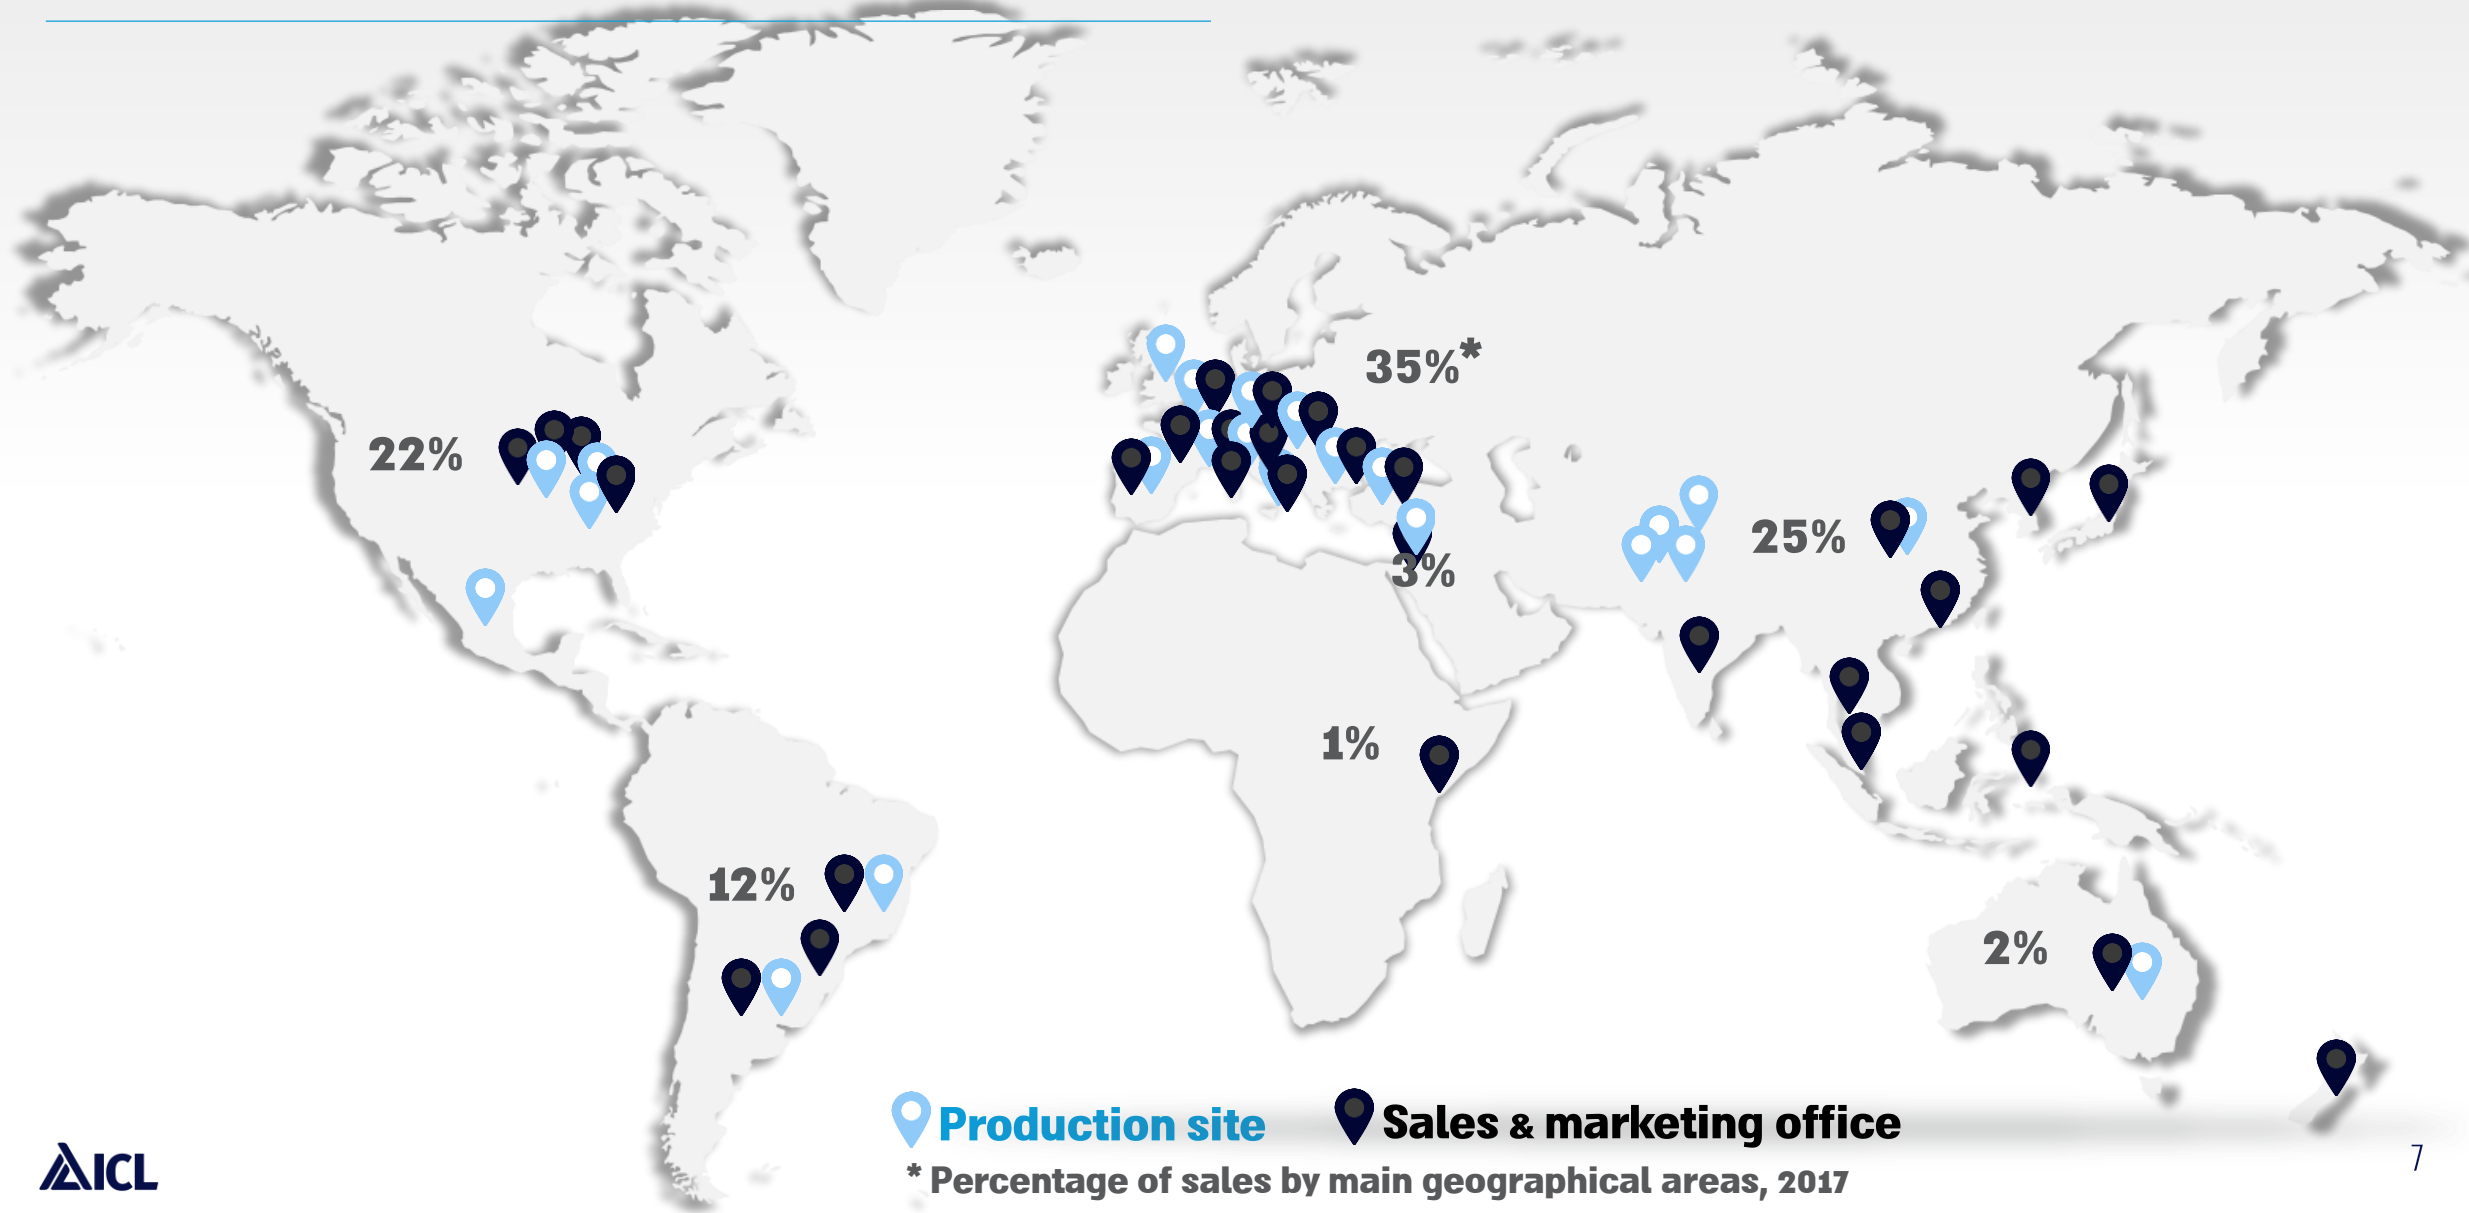 35%*
22%
25%
3%
1%
12%
2%
Production site
Sales & marketing office
* Percentage of sales by main geographical areas, 2017
ICL
7